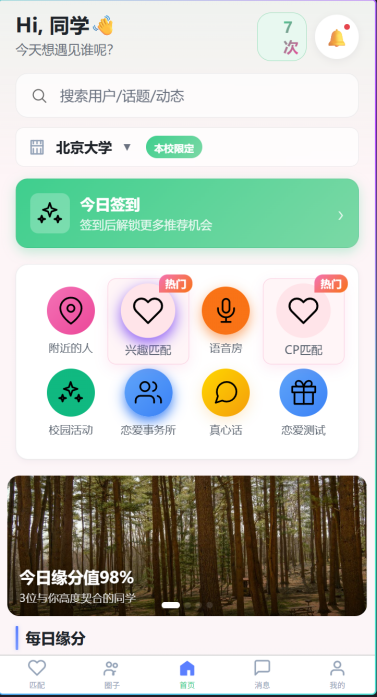 Hi, 同学👋
今天想遇见谁呢？
7
次
搜索用户/话题/动态
北京大学 ▼
本校限定
今日签到
签到后解锁更多推荐机会
热门
热门
附近的人
兴趣匹配
语音房
CP匹配
校园活动
恋爱事务所
真心话
恋爱测试
今日缘分值98%
3位与你高度契合的同学
每日缘分
匹配
圈子
首页
消息
我的